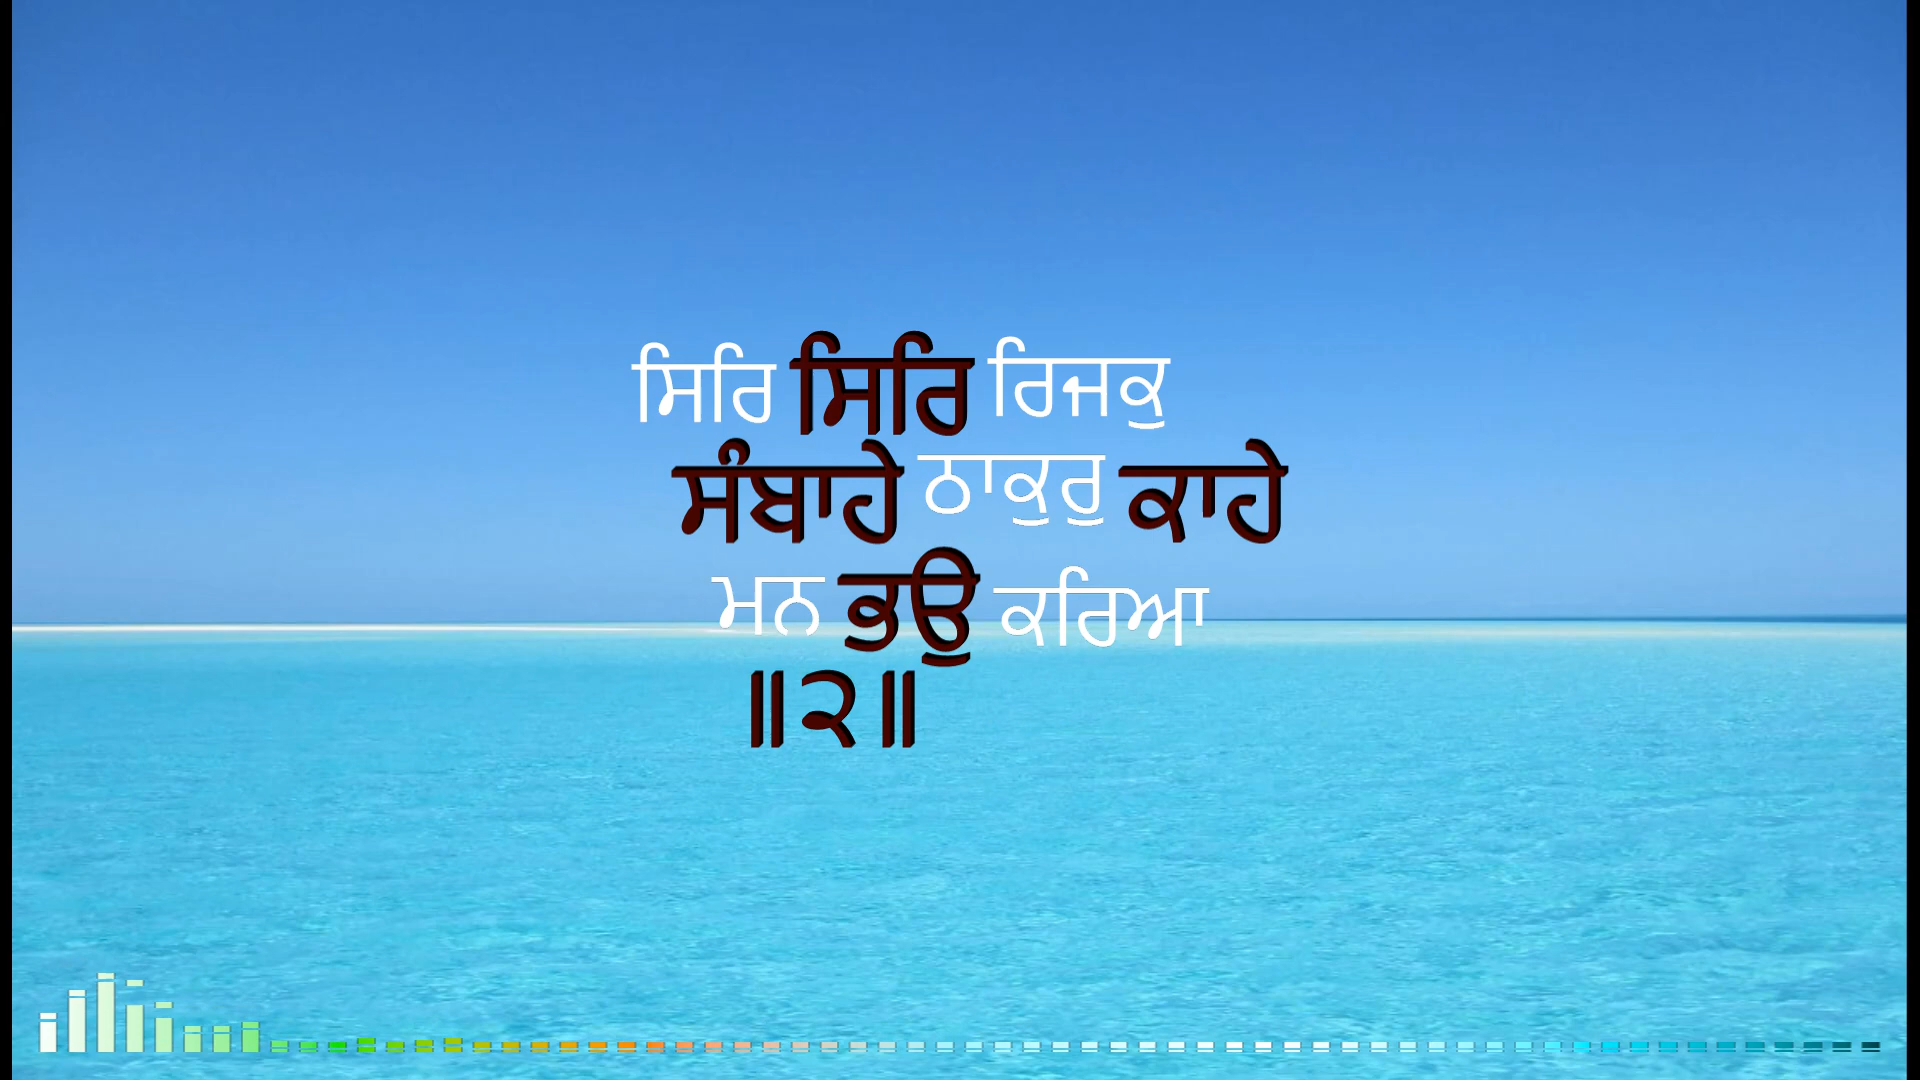 ਸਿਰਿ ਸਿਰਿ ਰਿਜਕੁ
ਸੰਬਾਹੇ ਠਾਕੁਰੁ ਕਾਹੇ
ਮਨ ਭਉ ਕਰਿਆ
॥੨॥